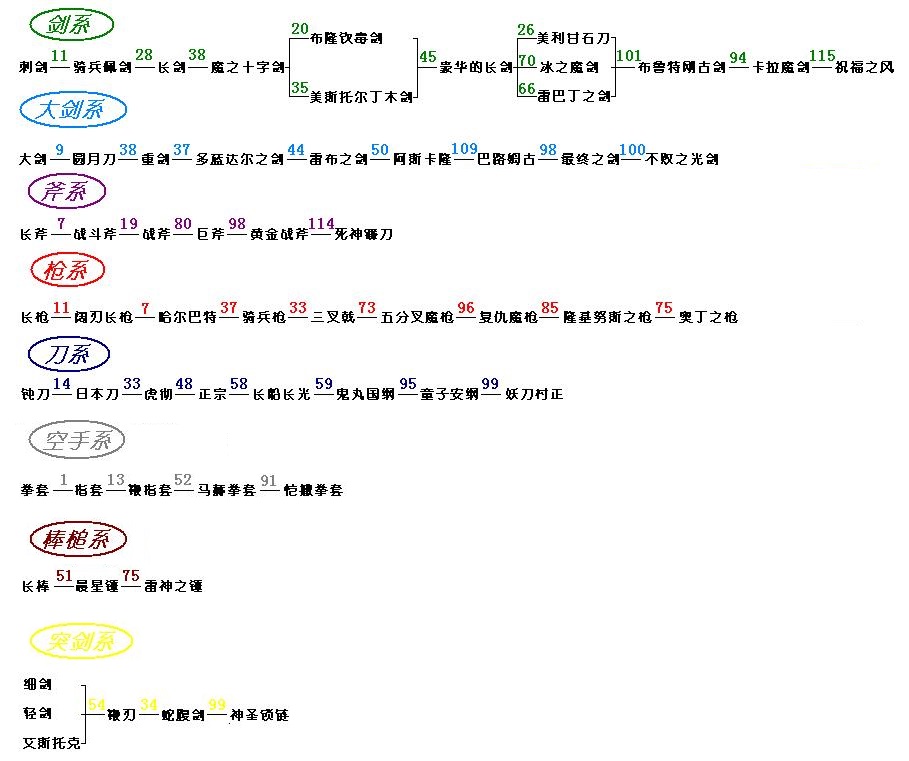 剑系
20 布隆钦毒剑 26 美利甘石刀
刺剑 11 骑兵佩剑 28 长剑 38 魔之十字剑 45 豪华的长剑 70 冰之魔剑 101 布鲁特刚古剑 94 卡拉魔剑 115 祝福之风
35 美斯托尔丁木剑 66 雷巴丁之剑
大剑系
大剑 9 圆月刀 38 重剑 37 多蓝达尔之剑 44 雷布之剑 50 阿斯卡隆 109 巴路姆古 98 最终之剑 100 不败之光剑
斧系
长斧 7 战斗斧 19 战斧 80 巨斧 98 黄金战斧 114 死神镰刀
枪系
长枪 11 阔刃长枪 7 哈尔巴特 37 骑兵枪 33 三叉戟 73 五分叉魔枪 96 复仇魔枪 85 隆基努斯之枪 75 奥丁之枪
刀系
钝刀 14 日本刀 33 虎彻 48 正宗 58 长船长光 59 鬼丸国纲 95 童子安纲 99 妖刀村正
空手系
拳套 1 指套 13 鞭指套 52 马赫拳套 91 恺撒拳套
棒槌系
长棒 51 晨星锤 75 雷神之锤
突剑系
细剑
轻剑 54 鞭刃 34 蛇腹剑 99 神圣锁链
艾斯托克